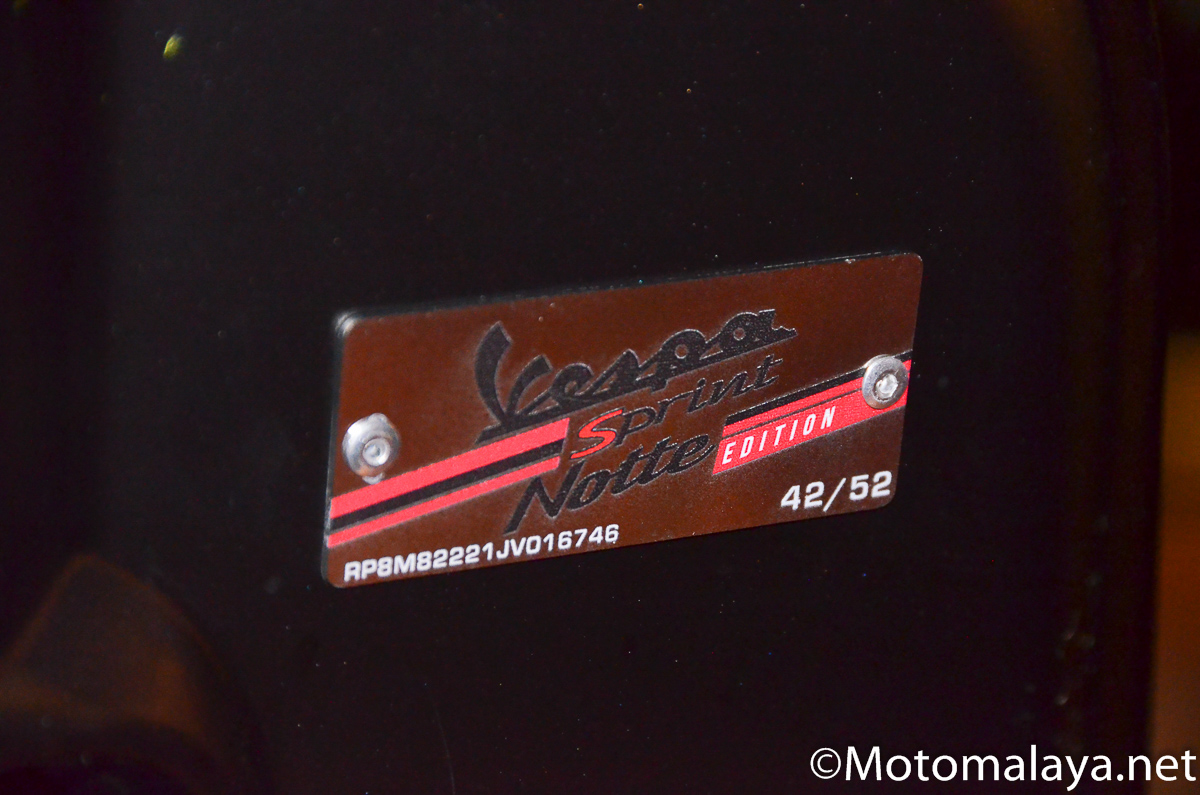 Vespa
Sprint
Notte EDITION
42/52
RP8M82221JV016746
©Motomalaya.net